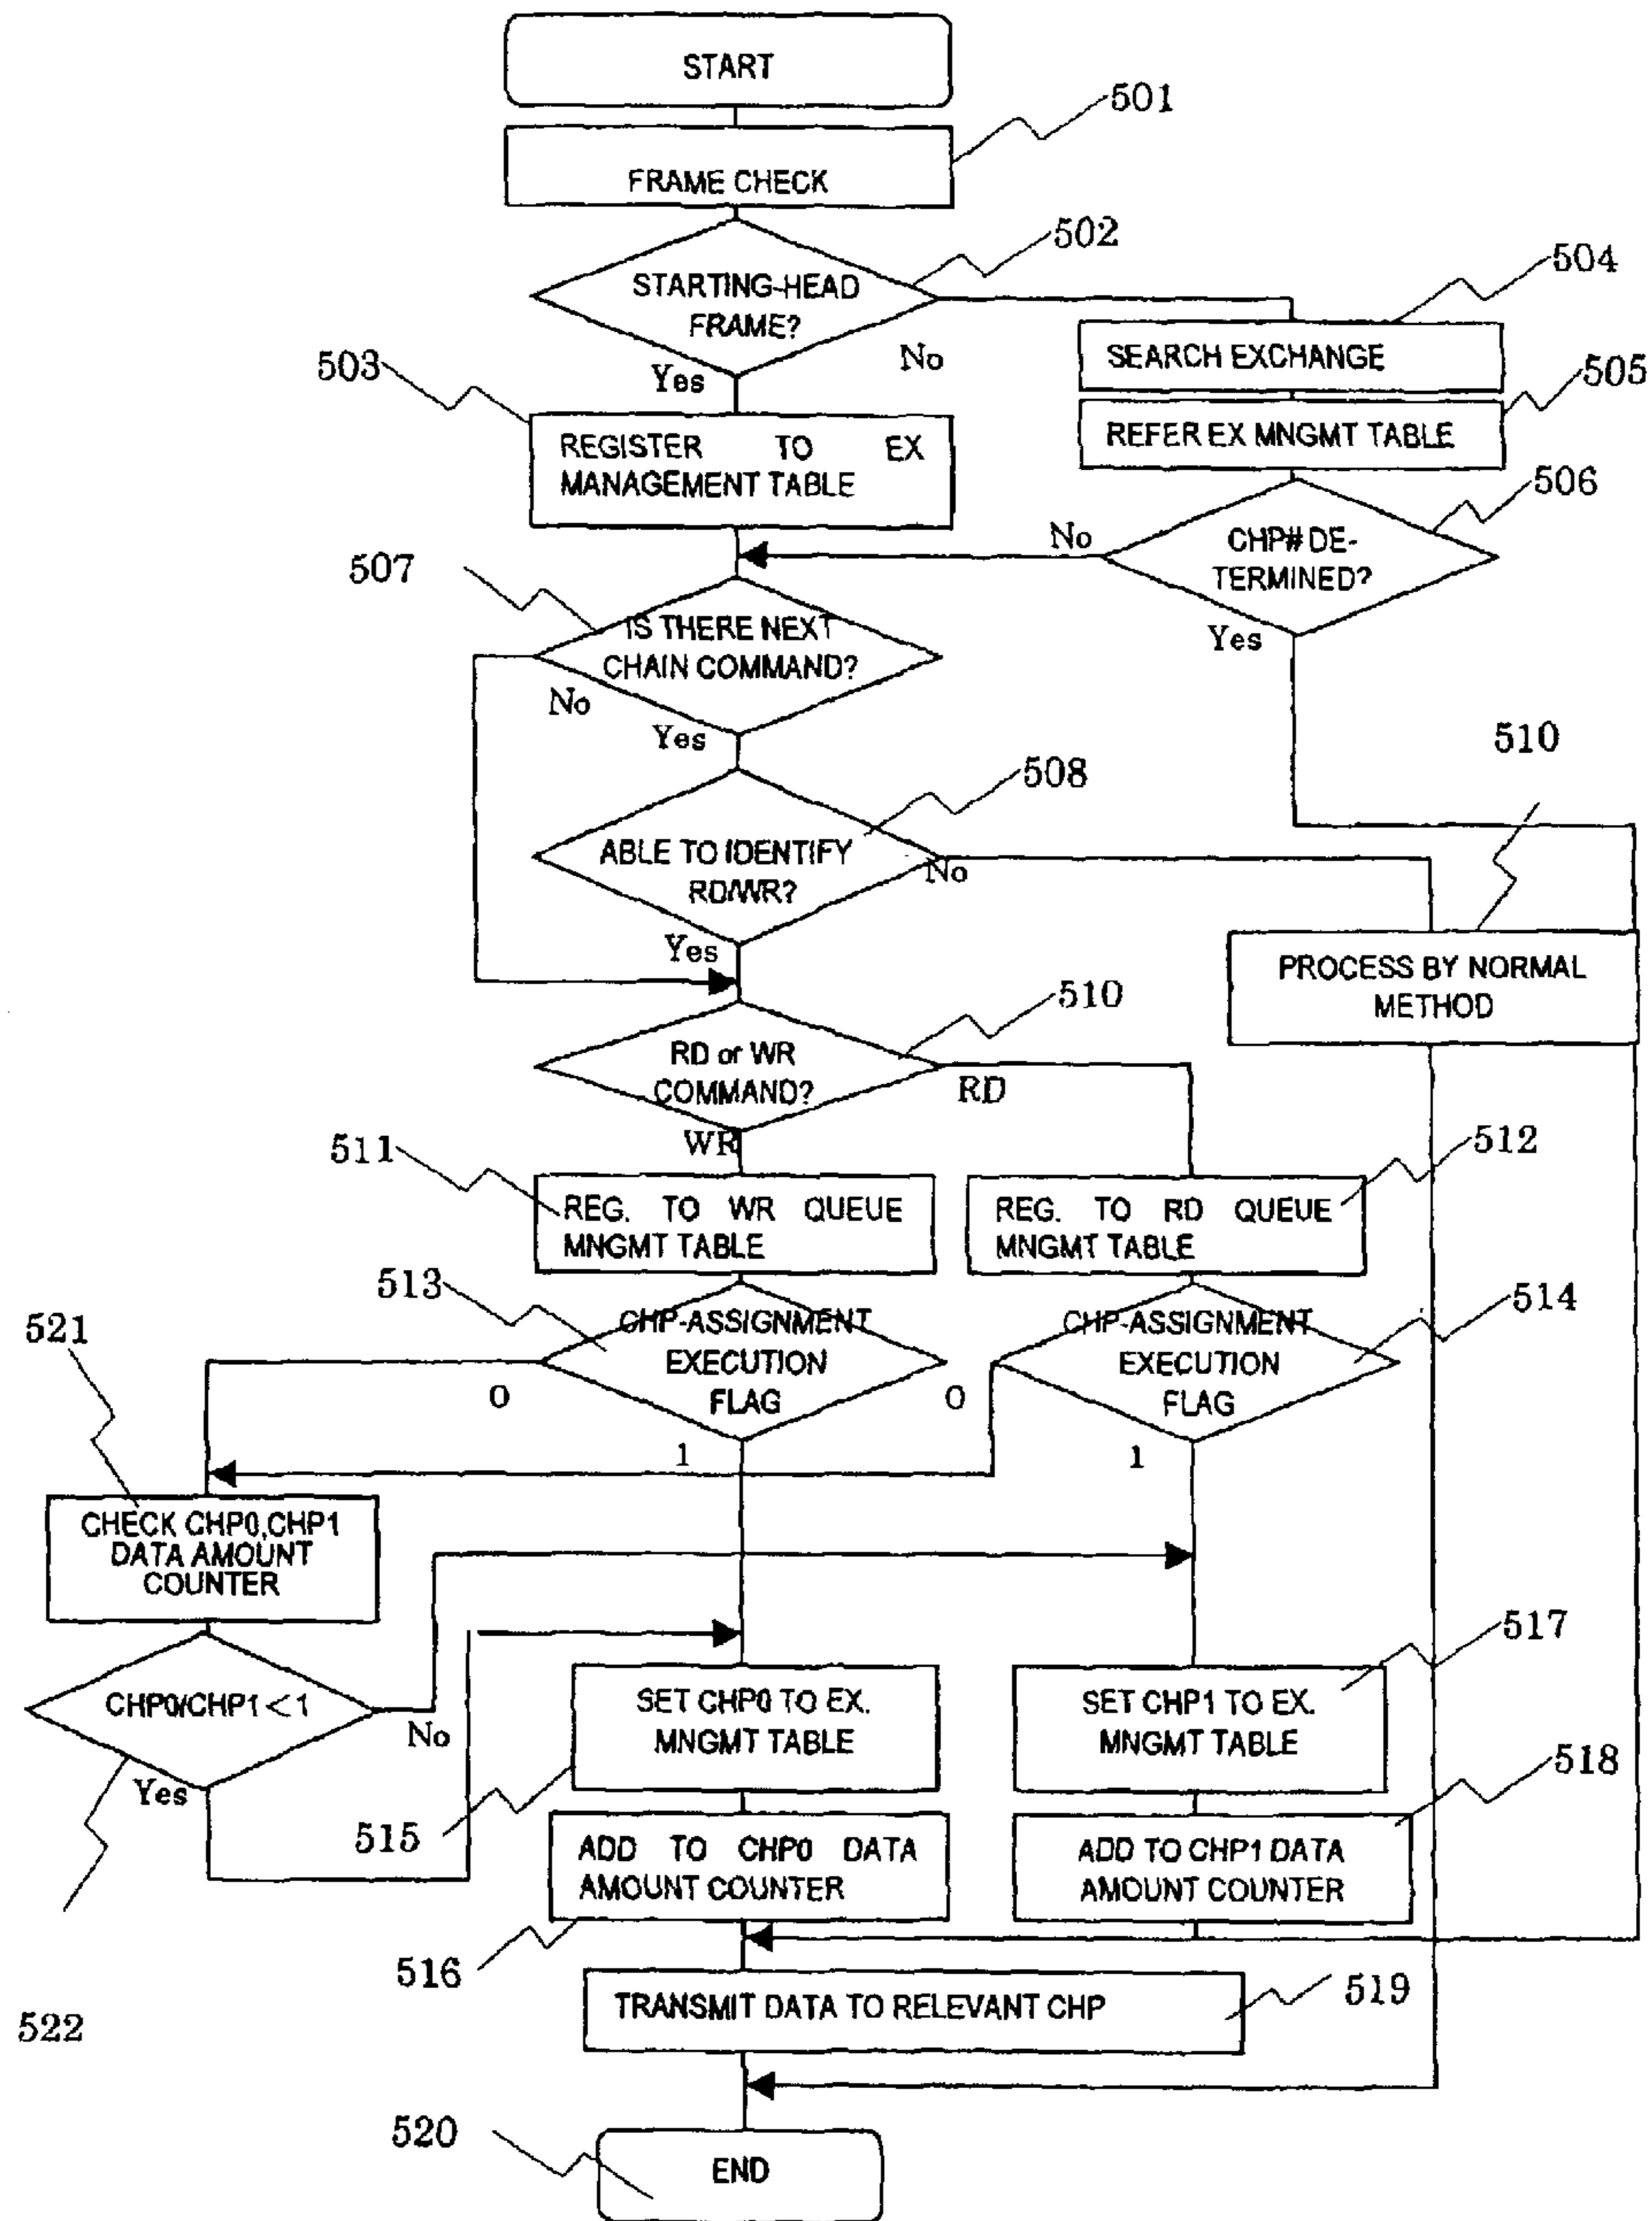 START
501
FRAME CHECK
502
STARTING-HEAD
FRAME?
504
SEARCH EXCHANGE
No
Yes
503
505
REFER EX MNGMT TABLE
REGISTER TO EX
MANAGEMENT TABLE
506
No
CHP# DE-
TERMINED?
Yes
507
IS THERE NEXT
CHAIN COMMAND?
No
Yes
510
508
ABLE TO IDENTIFY
RD/WR?
No
Yes
PROCESS BY NORMAL
METHOD
510
RD or WR
COMMAND?
RD
WR
511
512
REG. TO WR QUEUE
MNGMT TABLE
REG. TO RD QUEUE
MNGMT TABLE
513
514
CHP-ASSIGNMENT
EXECUTION
FLAG
CHP-ASSIGNMENT
EXECUTION
FLAG
521
0
0
1
1
CHECK CHP0,CHP1
DATA AMOUNT
COUNTER
517
CHP0/CHP1<1
No
Yes
SET CHP0 TO EX.
MNGMT TABLE
SET CHP1 TO EX.
MNGMT TABLE
518
515
ADD TO CHP0 DATA
AMOUNT COUNTER
ADD TO CHP1 DATA
AMOUNT COUNTER
516
522
TRANSMIT DATA TO RELEVANT CHP
519
520
END